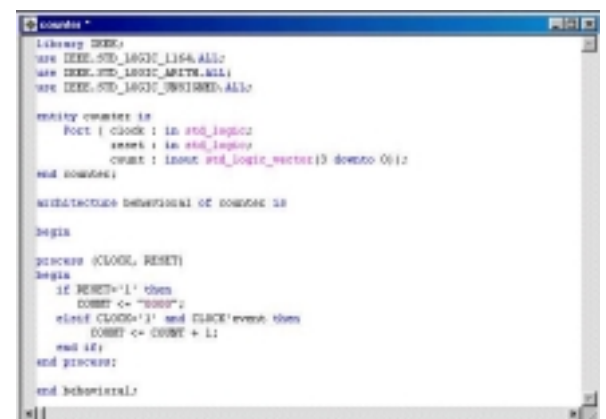 counter *
library IEEE;
use IEEE.STD_LOGIC_1164.ALL;
use IEEE.STD_LOGIC_ARITH.ALL;
use IEEE.STD_LOGIC_UNSIGNED.ALL;
entity counter is
Port ( clock : in std_logic;
reset : in std_logic;
count : inout std_logic_vector(3 downto 0));
end counter;
architecture behavioral of counter is
begin
process (CLOCK, RESET)
begin
if RESET='1' then
COUNT <= "0000";
elsif CLOCK='1' and CLOCK'event then
COUNT <= COUNT + 1;
end if;
end process;
end behavioral;